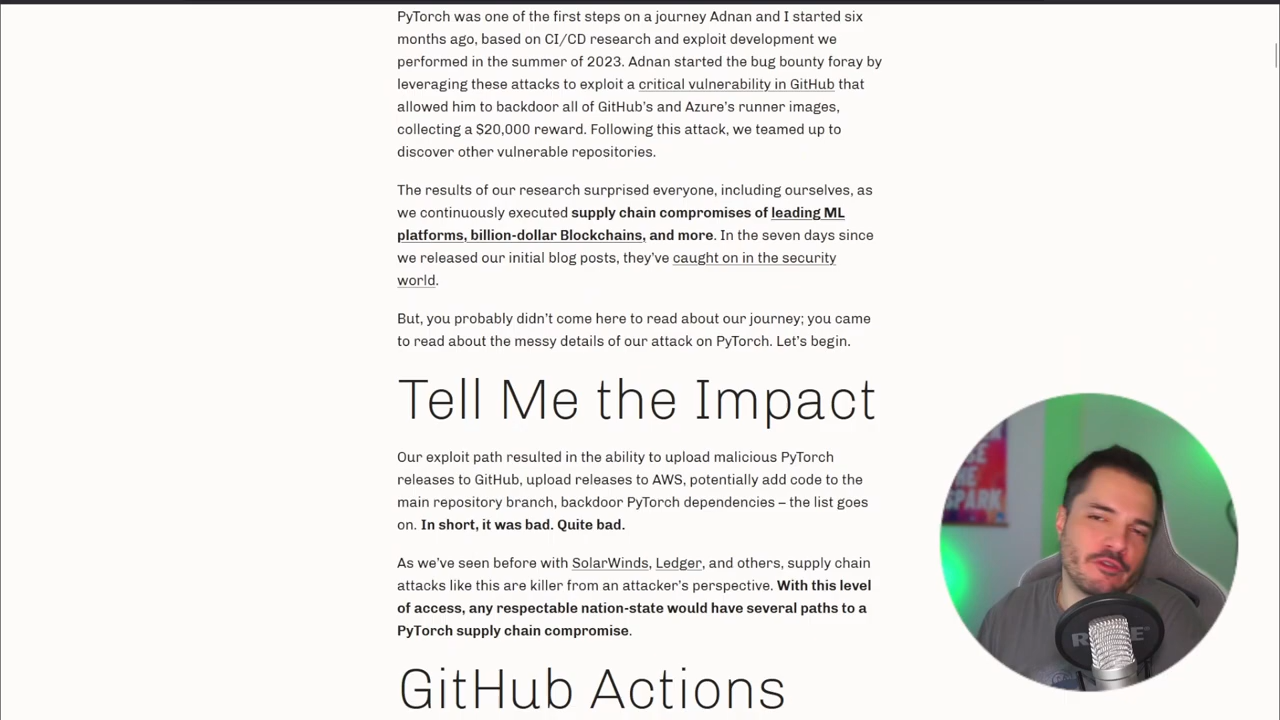 PyTorch was one of the first steps on a journey Adnan and I started six
months ago, based on CI/CD research and exploit development we
performed in the summer of 2023. Adnan started the bug bounty foray by
leveraging these attacks to exploit a critical vulnerability in GitHub that
allowed him to backdoor all of GitHub's and Azure's runner images,
collecting a $20,000 reward. Following this attack, we teamed up to
discover other vulnerable repositories.
The results of our research surprised everyone, including ourselves, as
we continuously executed supply chain compromises of leading ML
platforms, billion-dollar Blockchains, and more. In the seven days since
we released our initial blog posts, they've caught on in the security
world.
But, you probably didn't come here to read about our journey; you came
to read about the messy details of our attack on PyTorch. Let's begin.
Tell Me the Impact
Our exploit path resulted in the ability to upload malicious PyTorch
releases to GitHub, upload releases to AWS, potentially add code to the
main repository branch, backdoor PyTorch dependencies – the list goes
on. In short, it was bad. Quite bad.
As we've seen before with SolarWinds, Ledger, and others, supply chain
attacks like this are killer from an attacker's perspective. With this level
of access, any respectable nation-state would have several paths to a
PyTorch supply chain compromise.
GitHub Actions
THE
SPARK